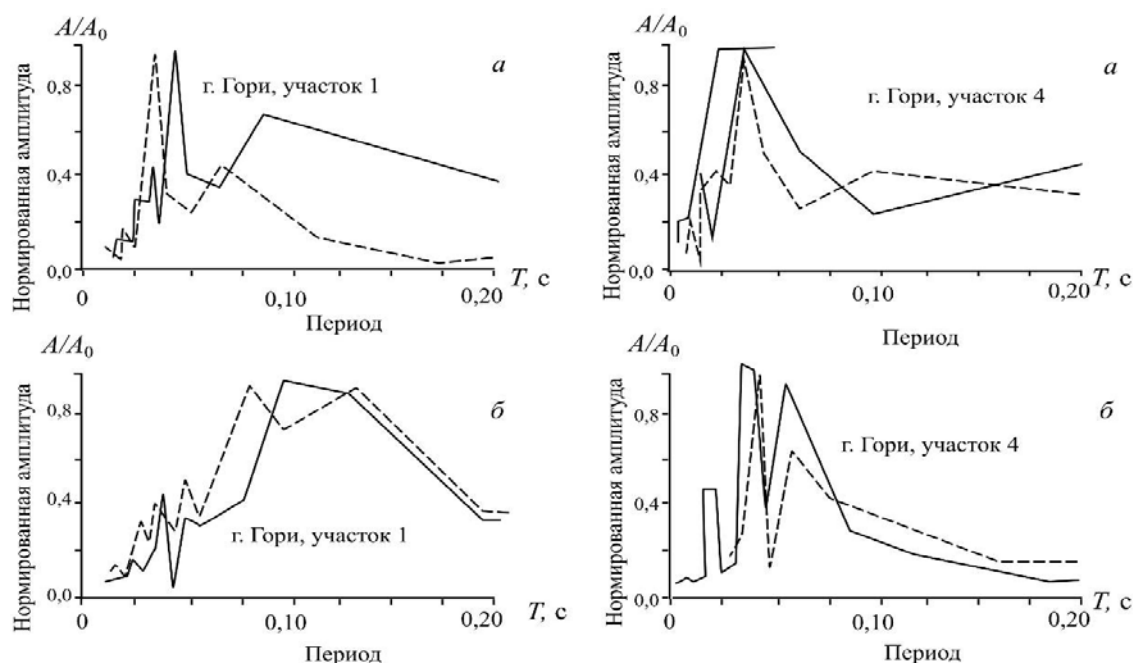 A/A₀
Нормированная амплитуда
0,8
0,4
0,0
г. Гори, участок 1
а
0
0,10
0,20
T, с
Период
A/A₀
Нормированная амплитуда
0,8
0,4
0,0
г. Гори, участок 4
а
0
0,10
0,20
T, с
Период
A/A₀
Нормированная амплитуда
0,8
0,4
0,0
г. Гори, участок 1
б
0
0,10
0,20
T, с
Период
A/A₀
Нормированная амплитуда
0,8
0,4
0,0
г. Гори, участок 4
б
0
0,10
0,20
T, с
Период